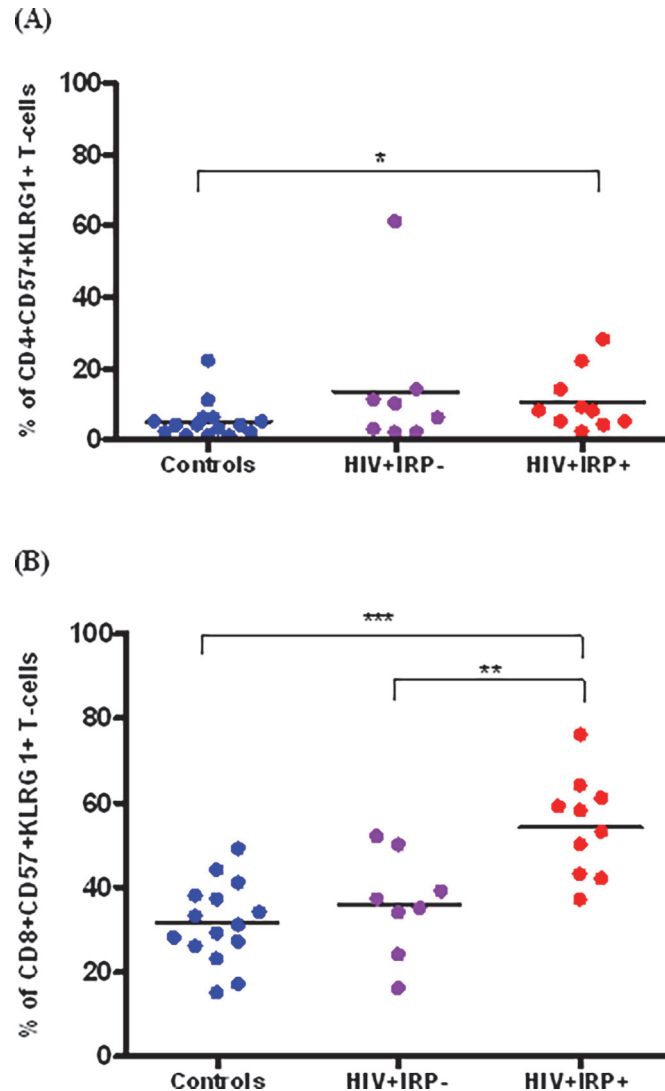 (A)
% of CD4+CD57+KLRG1+ T-cells
100
80
60
40
20
0
*
Controls
HIV+IRP-
HIV+IRP+
(B)
% of CD8+CD57+KLRG1+ T-cells
100
80
60
40
20
0
***
**
Controls
HIV+IRP-
HIV+IRP+